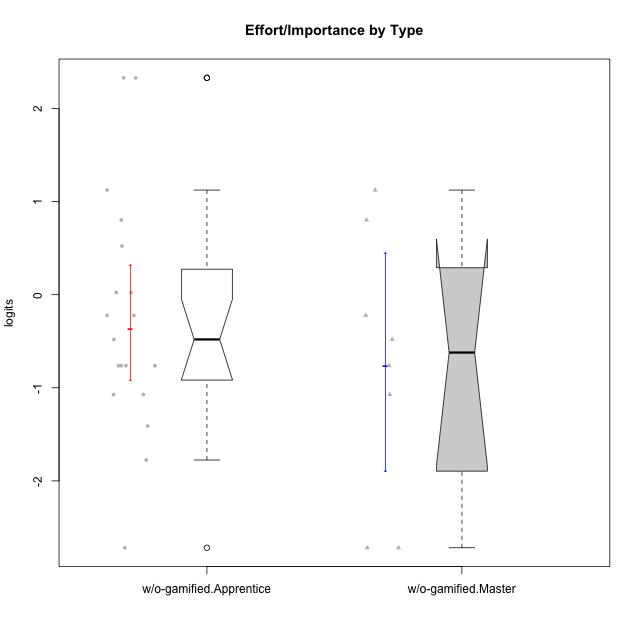 Effort/Importance by Type
logits
2
1
0
-1
-2
w/o-gamified.Apprentice
w/o-gamified.Master